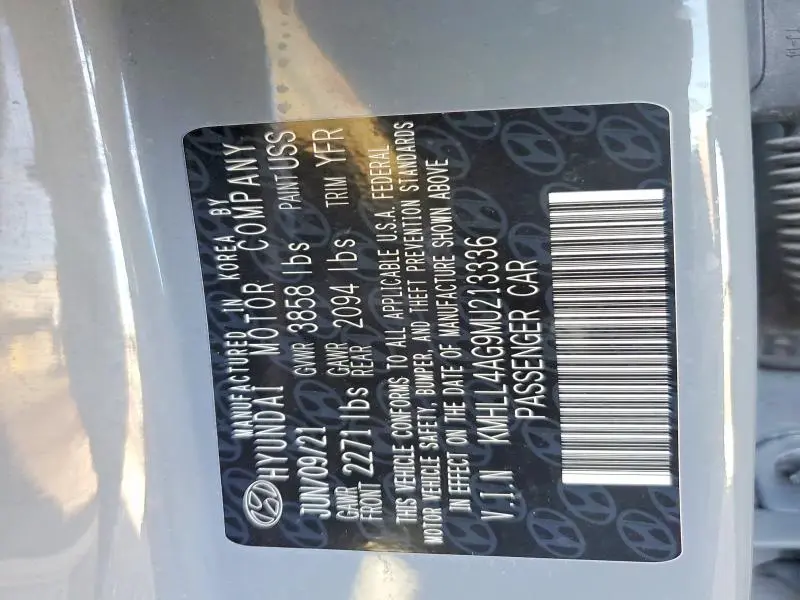 MANUFACTURED IN KOREA BY
HYUNDAI MOTOR COMPANY
JUN/09/21 GVWR 3858 lbs PAINT USS
GAWR FRONT 2271 lbs GAWR REAR 2094 lbs TRIM YFR
THIS VEHICLE CONFORMS TO ALL APPLICABLE U.S.A. FEDERAL
MOTOR VEHICLE SAFETY, BUMPER, AND THEFT PREVENTION STANDARDS
IN EFFECT ON THE DATE OF MANUFACTURE SHOWN ABOVE
V.I.N KMHLL4AG9MU213336
PASSENGER CAR